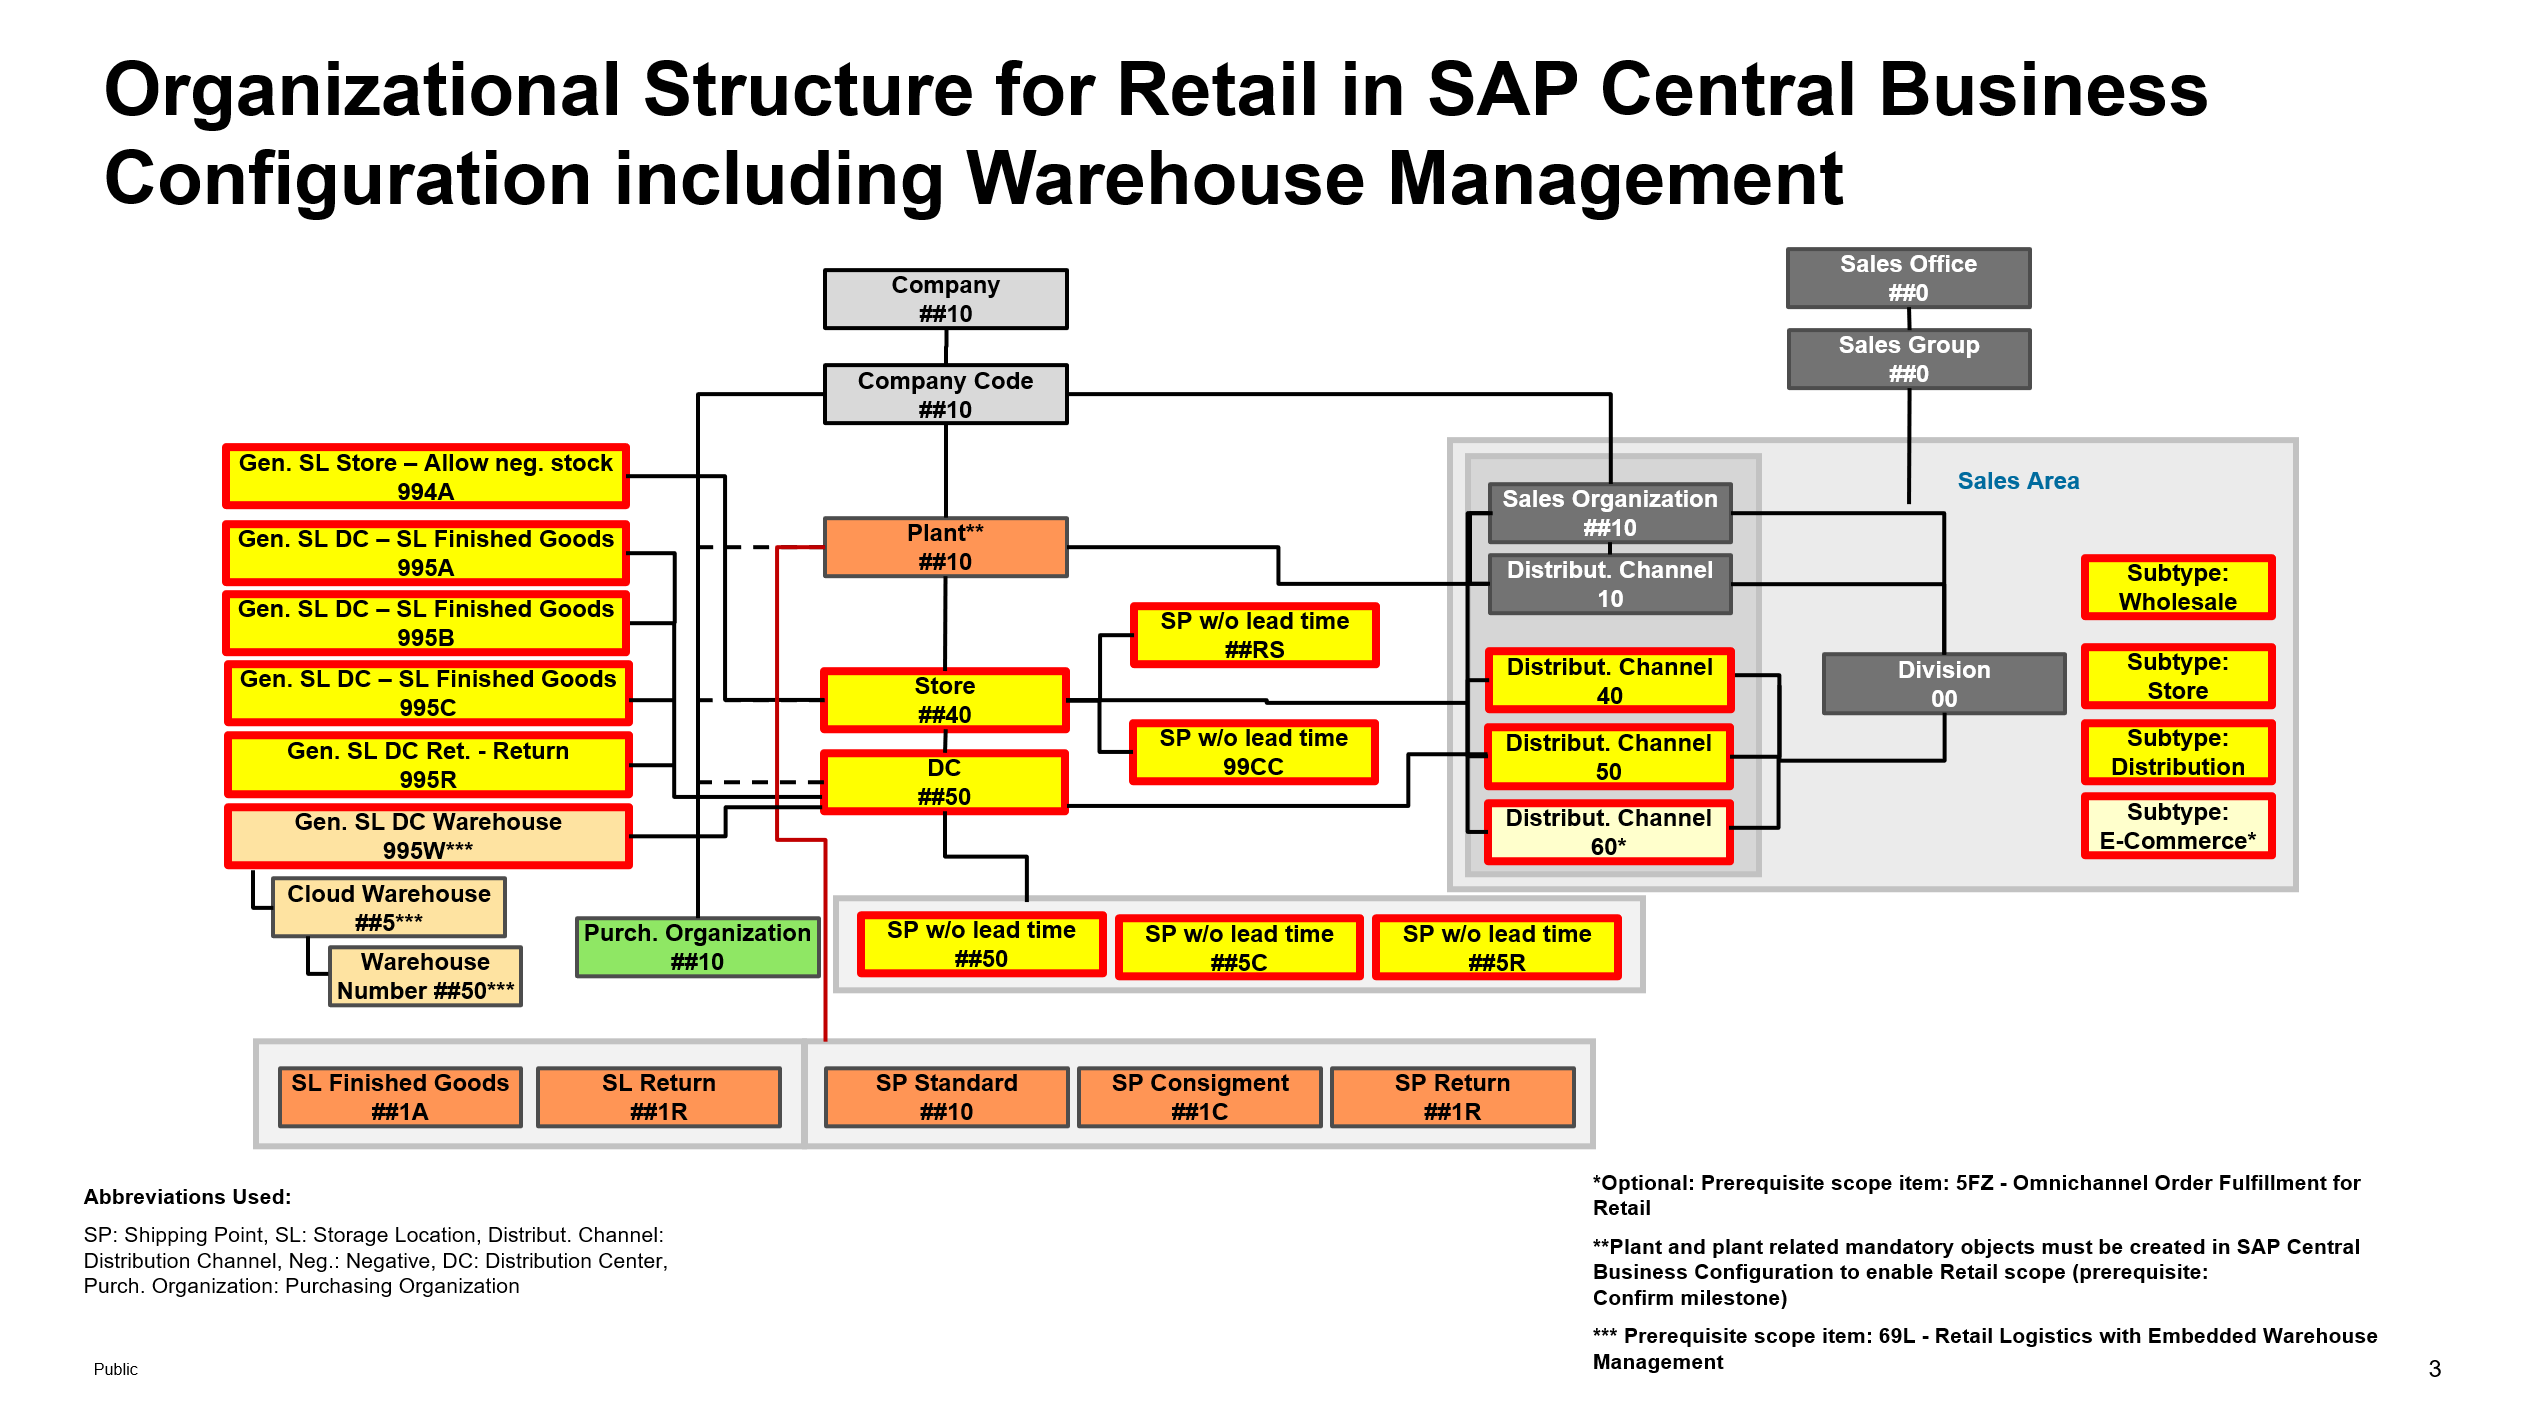 Organizational Structure for Retail in SAP Central Business
Configuration including Warehouse Management
Company
##10
Company Code
##10
Sales Office
##0
Sales Group
##0
Gen. SL Store – Allow neg. stock
994A
Gen. SL DC – SL Finished Goods
995A
Gen. SL DC – SL Finished Goods
995B
Gen. SL DC – SL Finished Goods
995C
Gen. SL DC Ret. - Return
995R
Gen. SL DC Warehouse
995W***
Cloud Warehouse
##5***
Warehouse
Number ##50***
Plant**
##10
Store
##40
DC
##50
Purch. Organization
##10
SP w/o lead time
##RS
SP w/o lead time
99CC
SP w/o lead time
##50
SP w/o lead time
##5C
SP w/o lead time
##5R
Sales Area
Sales Organization
##10
Distribut. Channel
10
Distribut. Channel
40
Distribut. Channel
50
Distribut. Channel
60*
Division
00
Subtype:
Wholesale
Subtype:
Store
Subtype:
Distribution
Subtype:
E-Commerce*
SL Finished Goods
##1A
SL Return
##1R
SP Standard
##10
SP Consigment
##1C
SP Return
##1R
Abbreviations Used:
SP: Shipping Point, SL: Storage Location, Distribut. Channel:
Distribution Channel, Neg.: Negative, DC: Distribution Center,
Purch. Organization: Purchasing Organization
*Optional: Prerequisite scope item: 5FZ - Omnichannel Order Fulfillment for
Retail
**Plant and plant related mandatory objects must be created in SAP Central
Business Configuration to enable Retail scope (prerequisite:
Confirm milestone)
*** Prerequisite scope item: 69L - Retail Logistics with Embedded Warehouse
Management
Public
3